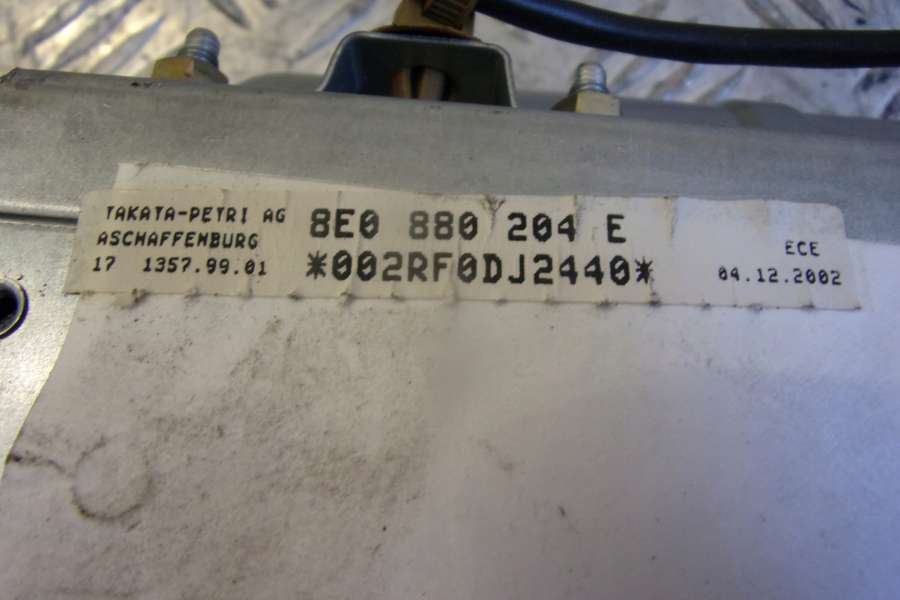 TAKATA-PETRI AG
ASCHAFFENBURG
17 1357.99.01
8E0 880 204 E
*002RF0DJ2440*
ECE
04.12.2002